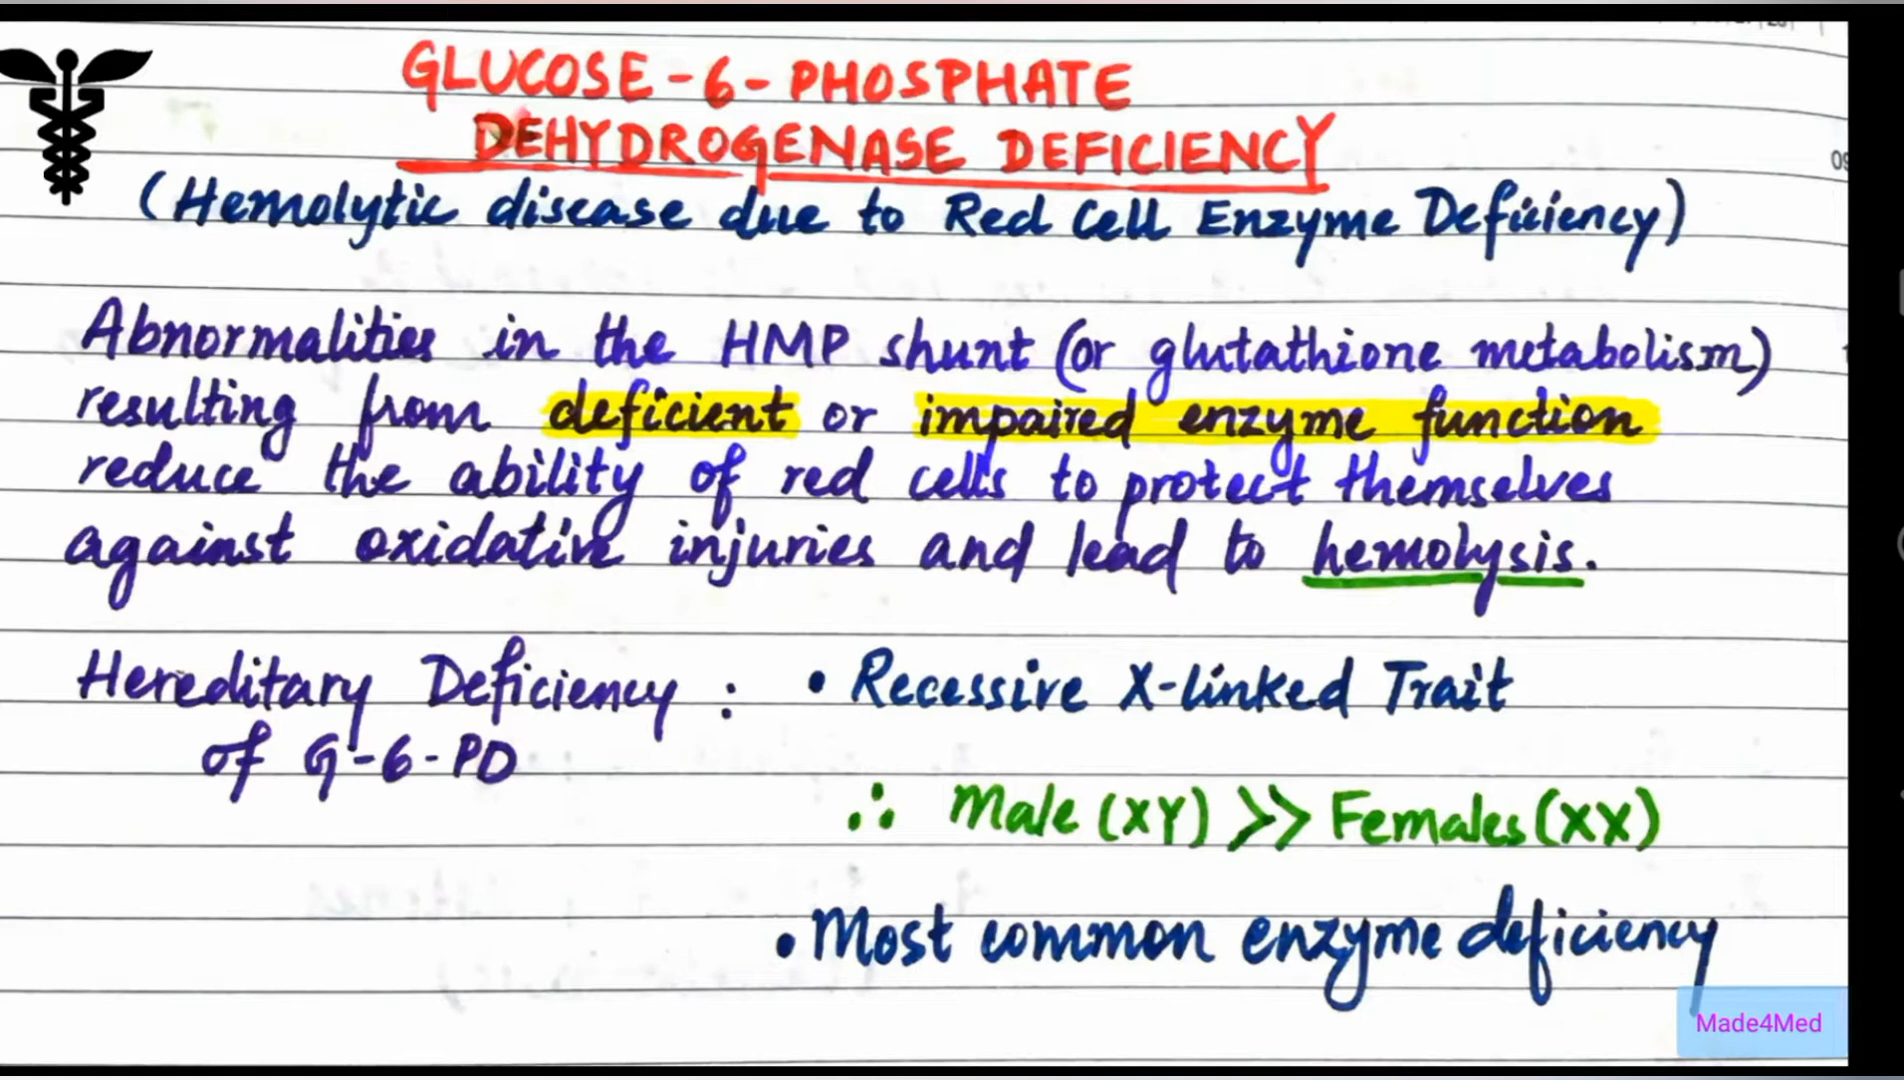 GLUCOSE-6-PHOSPHATE
DEHYDROGENASE DEFICIENCY
(Hemolytic disease due to Red Cell Enzyme Deficiency)
Abnormalities in the HMP shunt (or glutathione metabolism)
resulting from deficient or impaired enzyme function
reduce the ability of red cells to protect themselves
against oxidative injuries and lead to hemolysis.
Hereditary Deficiency : • Recessive X-linked Trait
of G-6-PD
∴ Male (XY) >> Females (XX)
• Most common enzyme deficiency
Made4Med